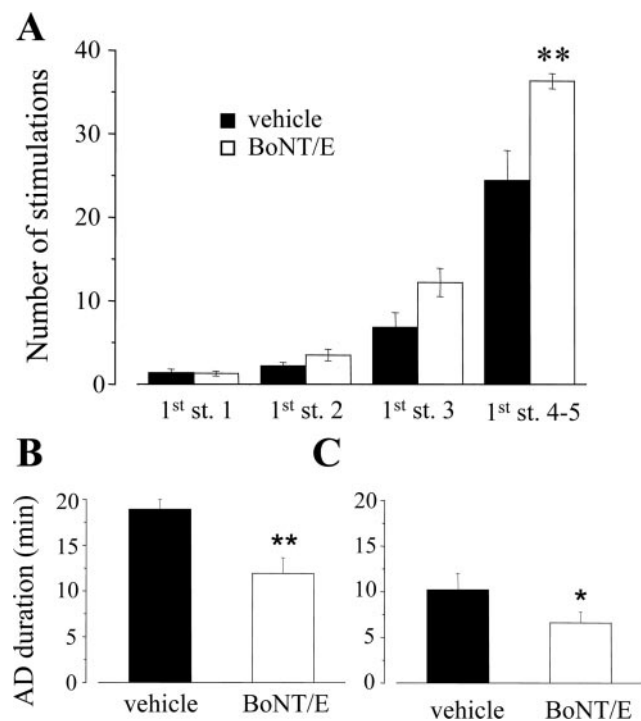 A
Number of stimulations
40
30
20
10
0
vehicle
BoNT/E
**
1st st. 1
1st st. 2
1st st. 3
1st st. 4-5
B
AD duration (min)
20
15
10
5
0
**
vehicle
BoNT/E
C
20
15
10
5
0
*
vehicle
BoNT/E